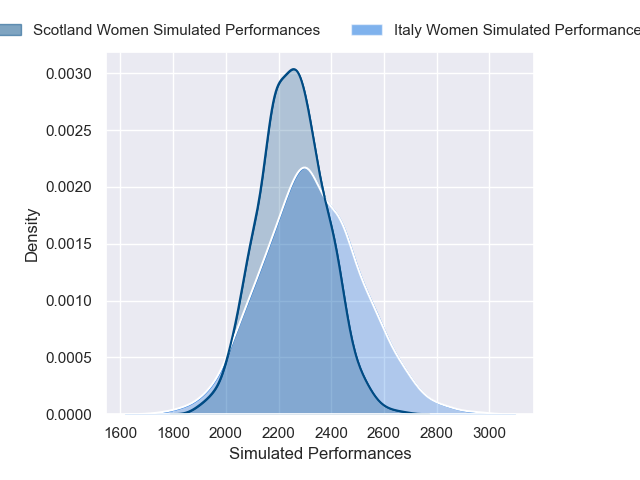 Scotland Women Simulated Performances
Italy Women Simulated Performance
0.0030
0.0025
0.0020
0.0015
0.0010
0.0005
0.0000
Density
1600 1800 2000 2200 2400 2600 2800 3000
Simulated Performances